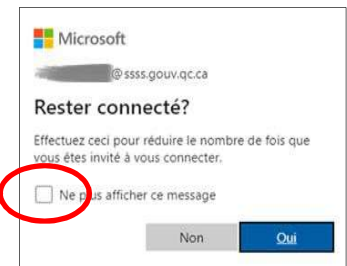 Microsoft
@ssss.gouv.qc.ca
Rester connecté?
Effectuez ceci pour réduire le nombre de fois que
vous êtes invité à vous connecter.
Ne plus afficher ce message
Non Oui